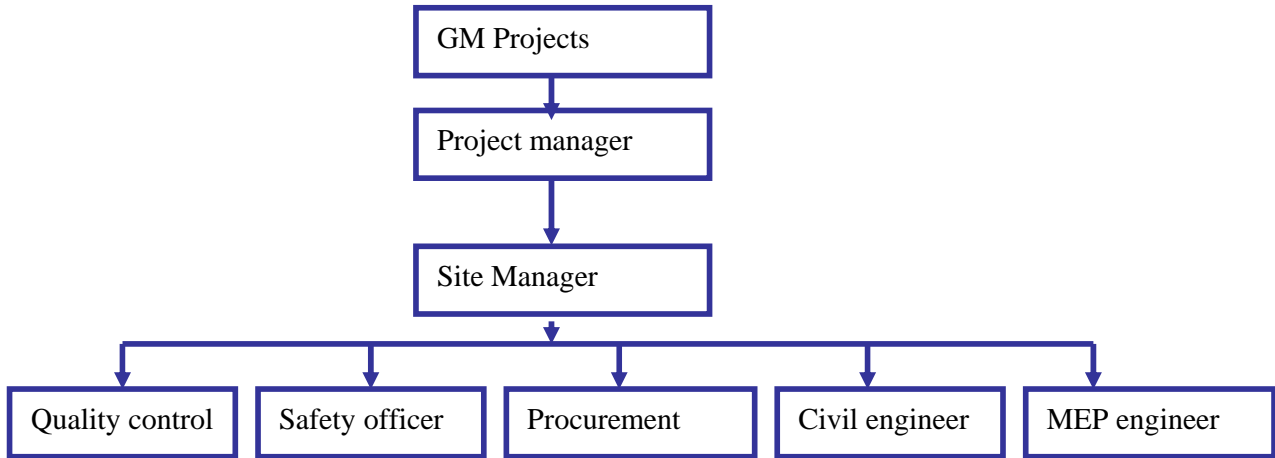 GM Projects
Project manager
Site Manager
Quality control
Safety officer
Procurement
Civil engineer
MEP engineer